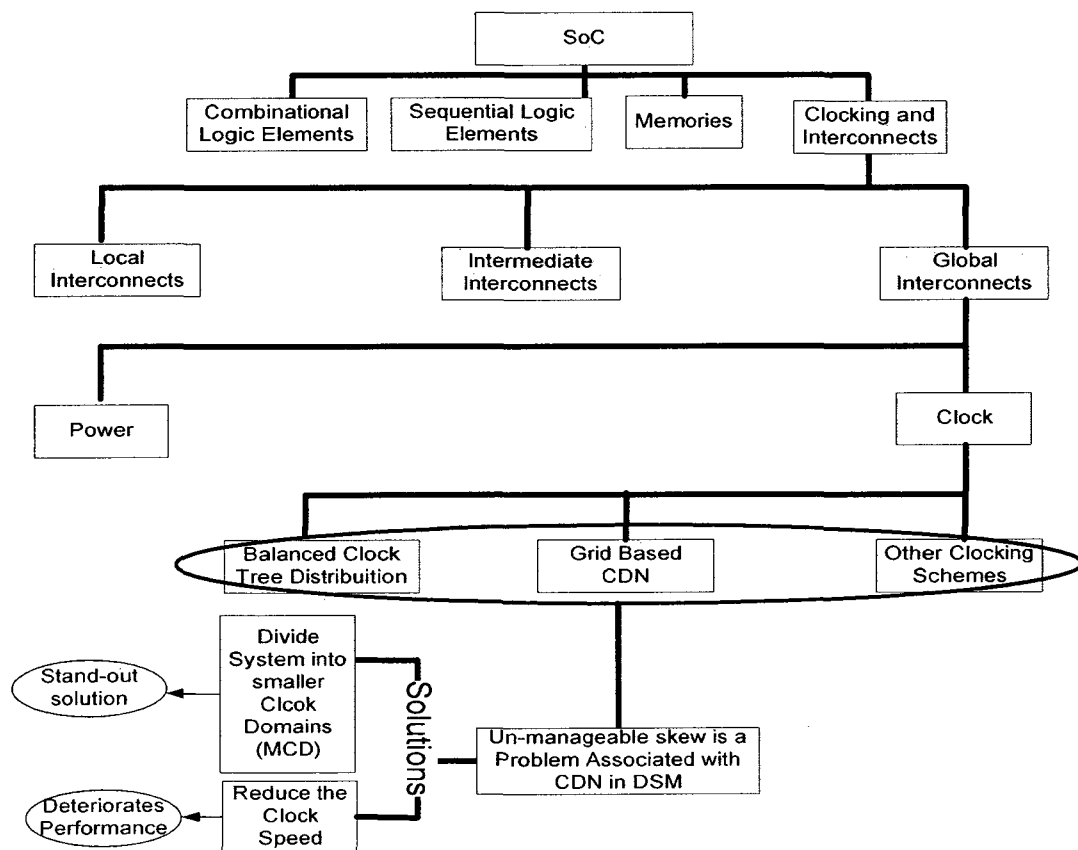 SoC
Combinational
Logic Elements
Sequential Logic
Elements
Memories
Clocking and
Interconnects
Local
Interconnects
Intermediate
Interconnects
Global
Interconnects
Power
Clock
Balanced Clock
Tree Distribuition
Grid Based
CDN
Other Clocking
Schemes
Divide
System into
smaller
Clcok
Domains
(MCD)
Stand-out
solution
Solutions
Un-manageable skew is a
Problem Associated with
CDN in DSM
Reduce the
Clock
Speed
Deteriorates
Performance